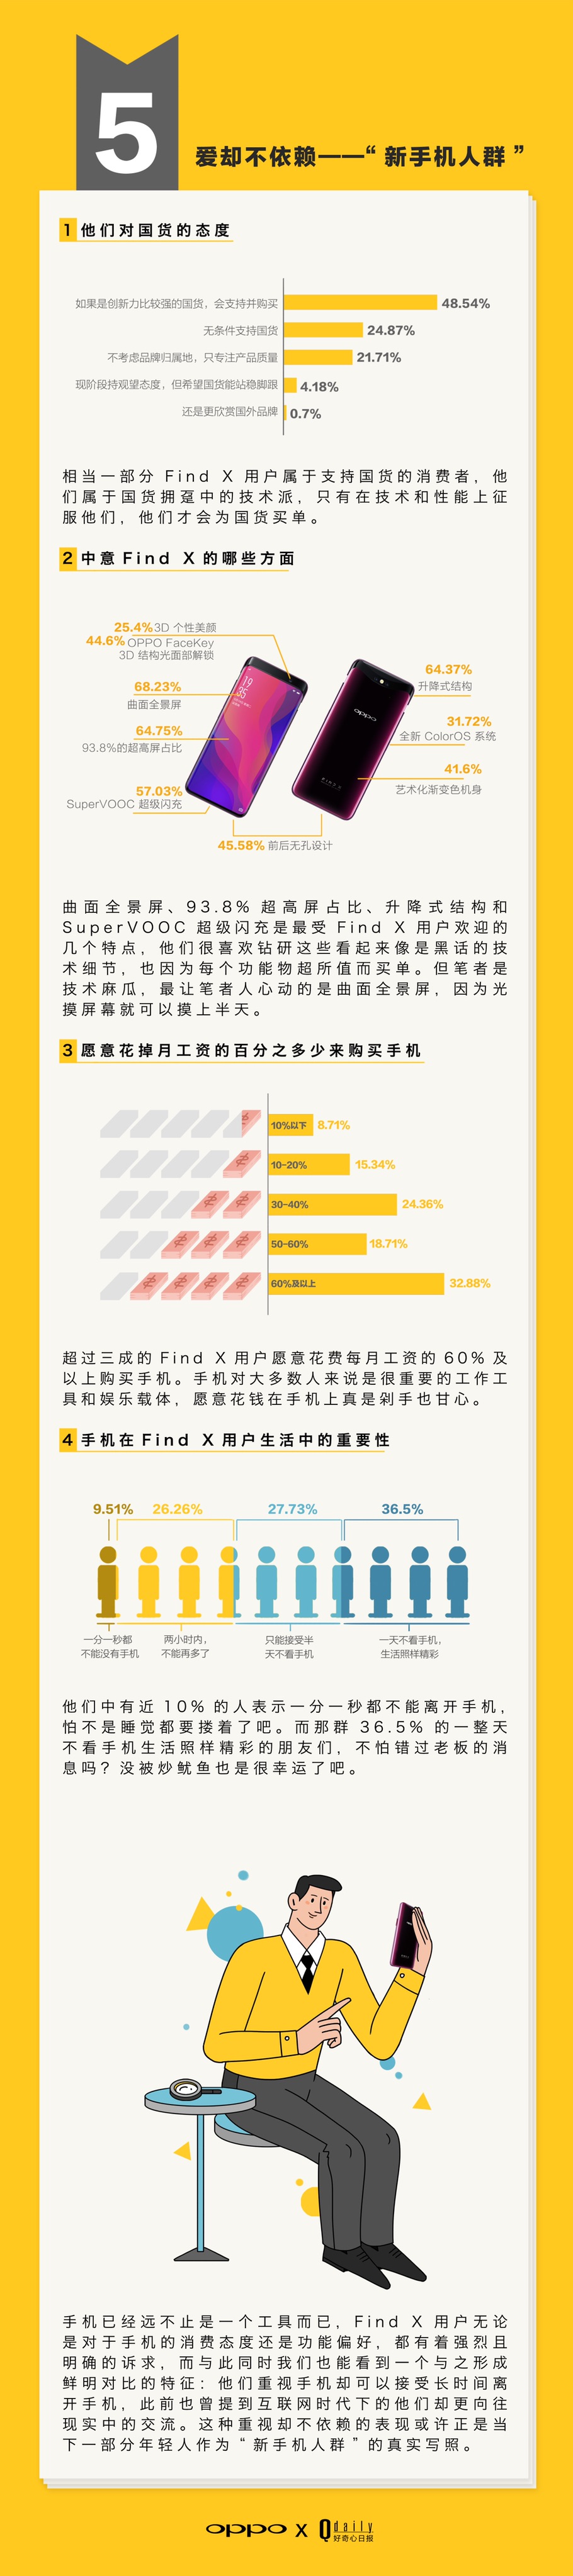 5
爱却不依赖——“新手机人群”
1 他们对国货的态度
如果是创新力比较强的国货，会支持并购买 48.54%
无条件支持国货 24.87%
不考虑品牌归属地，只专注产品质量 21.71%
现阶段持观望态度，但希望国货能站稳脚跟 4.18%
还是更欣赏国外品牌 0.7%
相当一部分 Find X 用户属于支持国货的消费者，他
们属于国货拥趸中的技术派，只有在技术和性能上征
服他们，他们才会为国货买单。
2 中意 Find X 的哪些方面
25.4% 3D 个性美颜
44.6% OPPO FaceKey
3D 结构光面部解锁
68.23%
曲面全景屏
64.75%
93.8%的超高屏占比
57.03%
SuperVOOC 超级闪充
64.37%
升降式结构
31.72%
全新 ColorOS 系统
41.6%
艺术化渐变色机身
45.58% 前后无孔设计
19
35
oppo
曲面全景屏、93.8% 超高屏占比、升降式结构和
SuperVOOC 超级闪充是最受 Find X 用户欢迎的
几个特点，他们很喜欢钻研这些看起来像是黑话的技
术细节，也因为每个功能物超所值而买单。但笔者是
技术麻瓜，最让笔者人心动的是曲面全景屏，因为光
摸屏幕就可以摸上半天。
3 愿意花掉月工资的百分之多少来购买手机
10%以下 8.71%
10-20% 15.34%
30-40% 24.36%
50-60% 18.71%
60%及以上 32.88%
超过三成的 Find X 用户愿意花费每月工资的 60% 及
以上购买手机。手机对大多数人来说是很重要的工作工
具和娱乐载体，愿意花钱在手机上真是剁手也甘心。
4 手机在 Find X 用户生活中的重要性
9.51% 26.26% 27.73% 36.5%
一分一秒都
不能没有手机
两小时内，
不能再多了
只能接受半
天不看手机
一天不看手机，
生活照样精彩
他们中有近 10% 的人表示一分一秒都不能离开手机，
怕不是睡觉都要搂着了吧。而那群 36.5% 的一整天
不看手机生活照样精彩的朋友们，不怕错过老板的消
息吗？没被炒鱿鱼也是很幸运了吧。
手机已经远不止是一个工具而已，Find X 用户无论
是对于手机的消费态度还是功能偏好，都有着强烈且
明确的诉求，而与此同时我们也能看到一个与之形成
鲜明对比的特征：他们重视手机却可以接受长时间离
开手机，此前也曾提到互联网时代下的他们却更向往
现实中的交流。这种重视却不依赖的表现或许正是当
下一部分年轻人作为“新手机人群”的真实写照。
oppo X Qdaily
好奇心日报